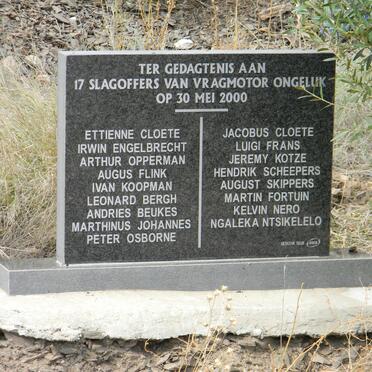 TER GEDAGTENIS AAN
17 SLAGOFFERS VAN VRAGMOTOR ONGELUK
OP 30 MEI 2000
ETTIENNE CLOETE
IRWIN ENGELBRECHT
ARTHUR OPPERMAN
AUGUS FLINK
IVAN KOOPMAN
LEONARD BERGH
ANDRIES BEUKES
MARTHINUS JOHANNES
PETER OSBORNE
JACOBUS CLOETE
LUIGI FRANS
JEREMY KOTZE
HENDRIK SCHEEPERS
AUGUST SKIPPERS
MARTIN FORTUIN
KELVIN NERO
NGALEKA NTSIKELELO